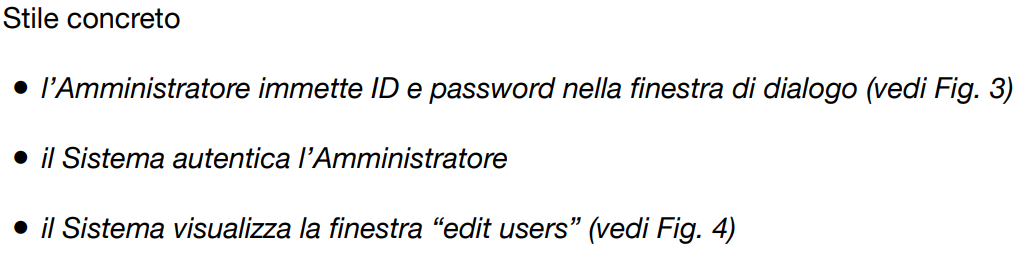 Stile concreto
● l’Amministratore immette ID e password nella finestra di dialogo (vedi Fig. 3)
● il Sistema autentica l’Amministratore
● il Sistema visualizza la finestra “edit users” (vedi Fig. 4)